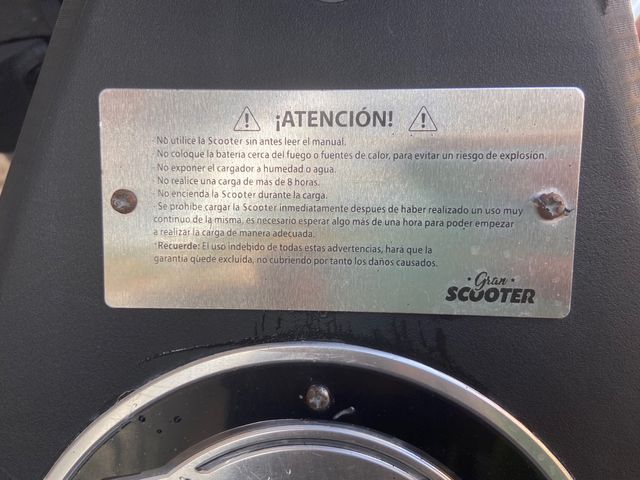 ¡ATENCIÓN!
No utilice la Scooter sin antes leer el manual.
No coloque la bateria cerca del fuego o fuentes de calor, para evitar un riesgo de explosión.
No exponer el cargador a humedad o agua.
No realice una carga de más de 8 horas.
No encienda la Scooter durante la carga.
·Se prohibe cargar la Scooter inmediatamente despues de haber realizado un uso muy
continuo de la misma, es necesario esperar algo más de una hora para poder empezar
a realizar la carga de manera adecuada.
*Recuerde: El uso indebido de todas estas advertencias, hará que la
garantía quede excluida, no cubriendo por tanto los daños causados.
· Gran ·
SCOOTER